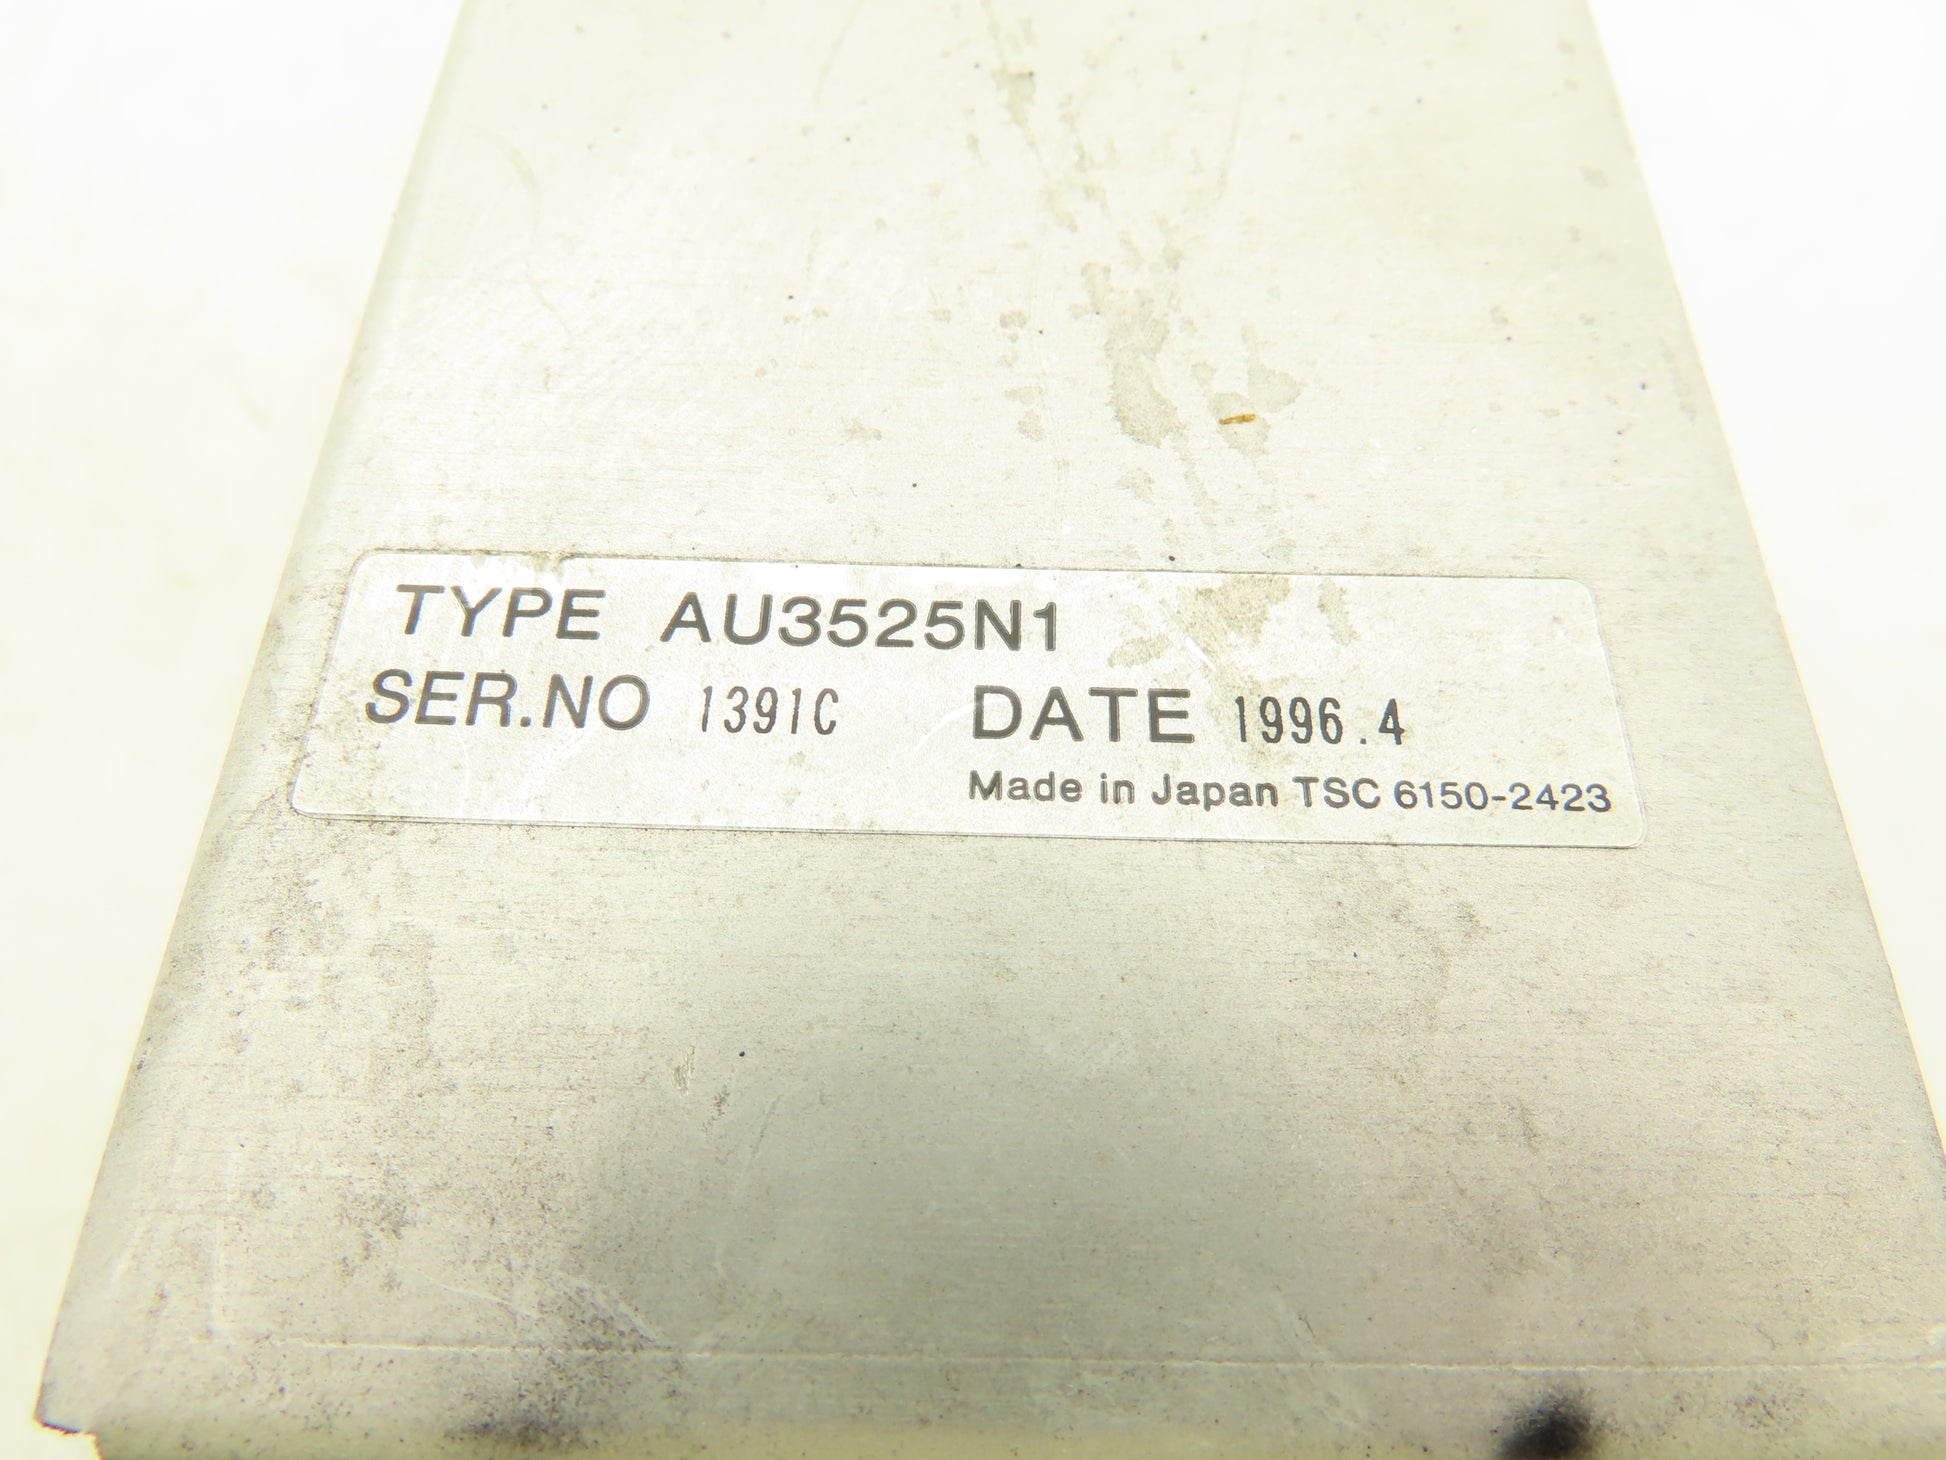 TYPE AU3525N1
SER.NO 1391C DATE 1996.4
Made in Japan TSC 6150-2423